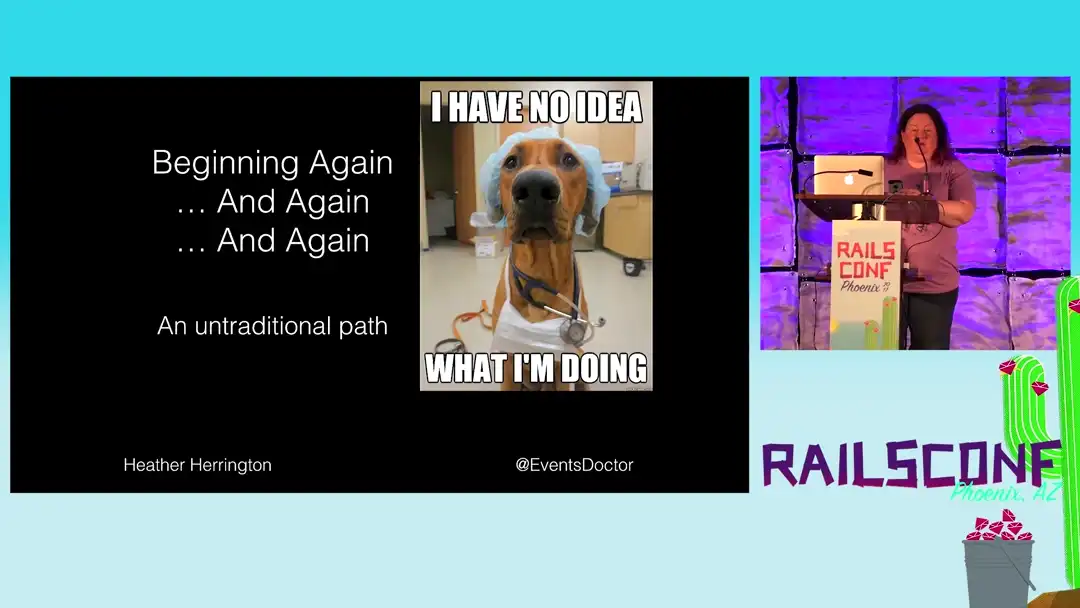 I HAVE NO IDEA
WHAT I'M DOING
Beginning Again
... And Again
... And Again
An untraditional path
Heather Herrington
@EventsDoctor
RAILS
CONF
Phoenix
RAILSCONF
Phoenix, AZ